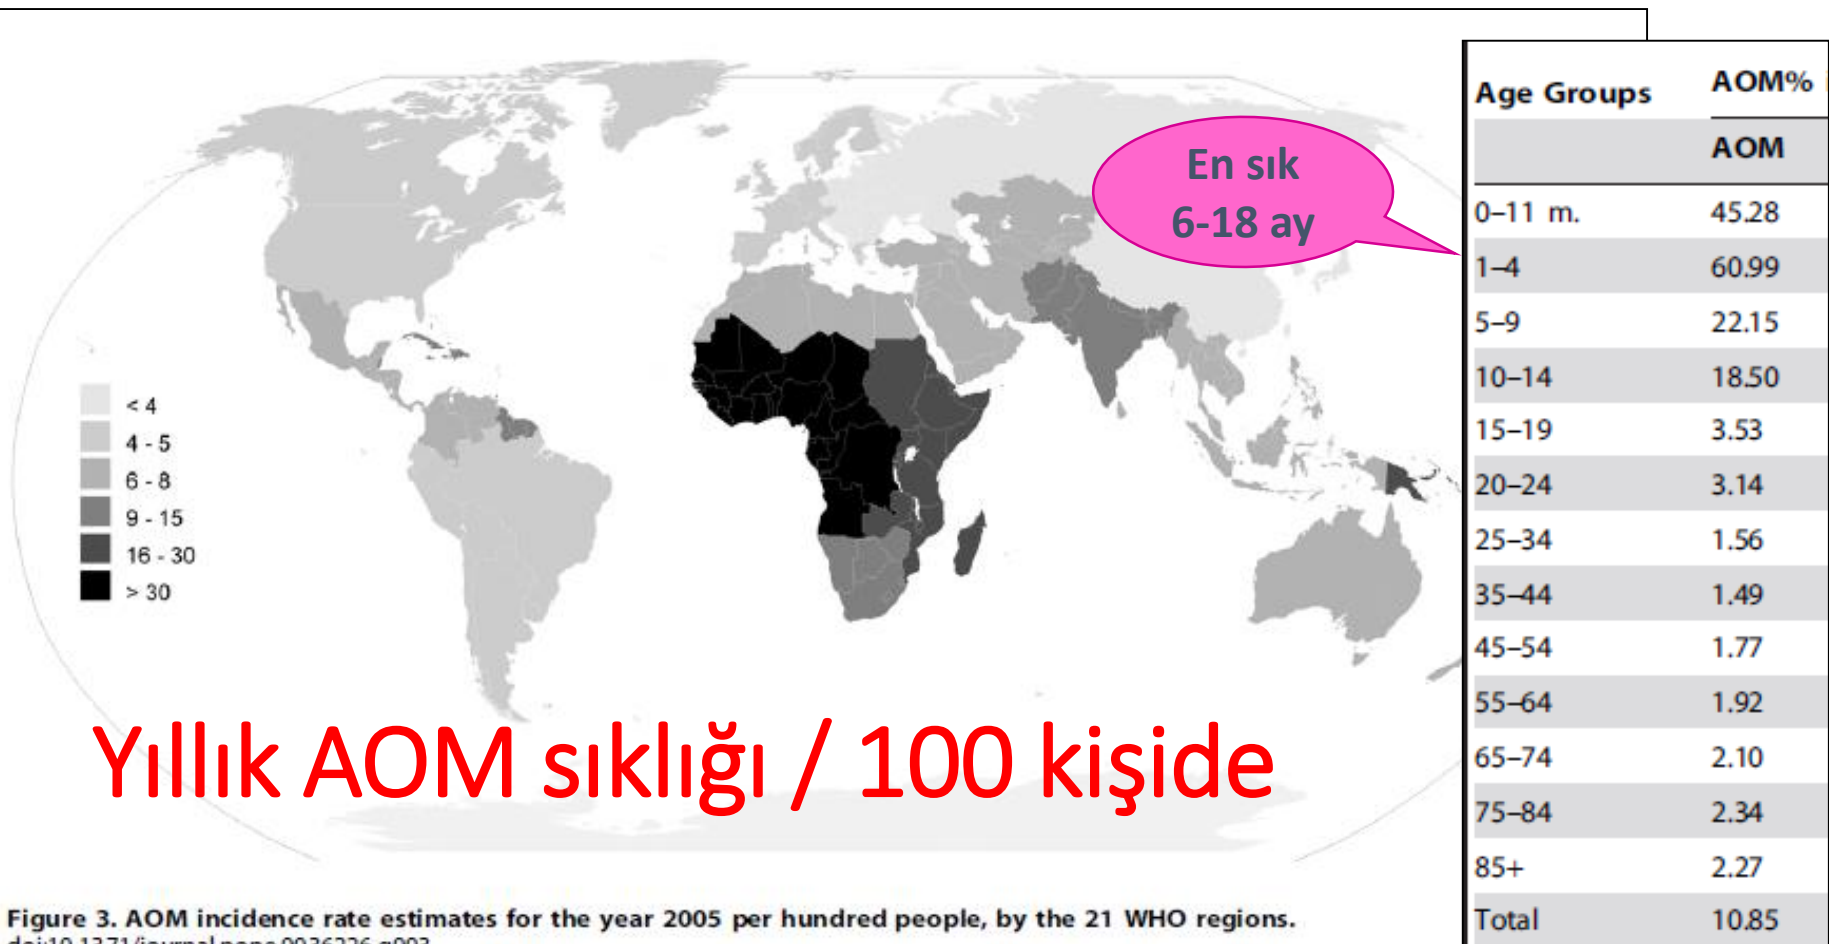 En sık
6-18 ay
< 4
4 - 5
6 - 8
9 - 15
16 - 30
> 30
Yıllık AOM sıklığı / 100 kişide
Figure 3. AOM incidence rate estimates for the year 2005 per hundred people, by the 21 WHO regions.
Age Groups AOM%
AOM
0–11 m. 45.28
1–4 60.99
5–9 22.15
10–14 18.50
15–19 3.53
20–24 3.14
25–34 1.56
35–44 1.49
45–54 1.77
55–64 1.92
65–74 2.10
75–84 2.34
85+ 2.27
Total 10.85